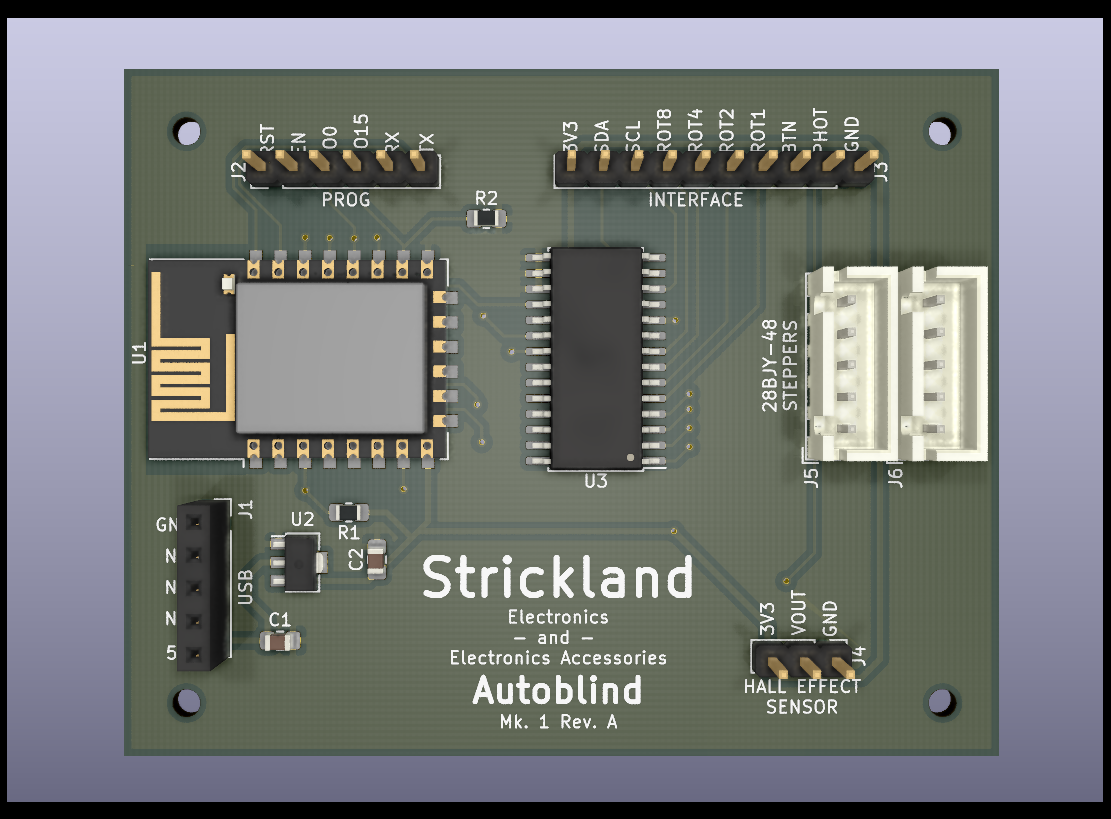 RST
EN
IO0
IO15
RX
TX
J2
PROG
3V3
SDA
SCL
ROT8
ROT4
ROT2
ROT1
BTN
PHOT
GND
J3
INTERFACE
R2
U1
U3
28BJY-48
STEPPERS
J5
J6
J1
GN
N
N
N
5
USB
U2
R1
C2
C1
Strickland
Electronics
— and —
Electronics Accessories
Autoblind
Mk. 1 Rev. A
3V3
VOUT
GND
J4
HALL EFFECT
SENSOR